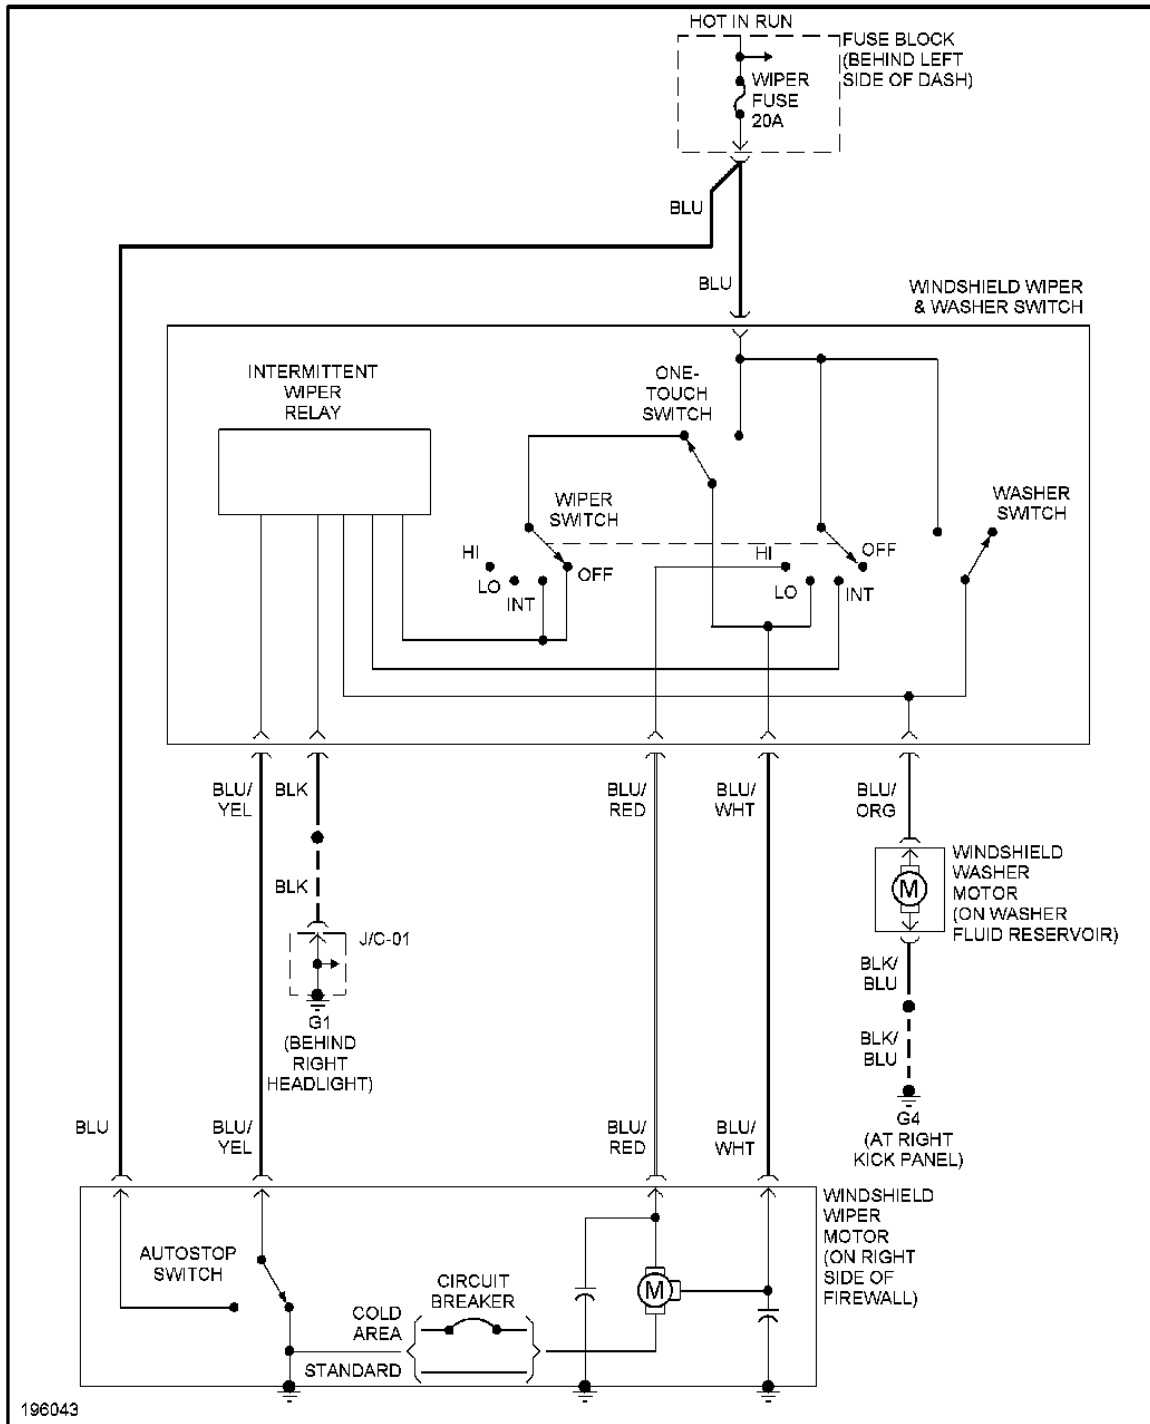 HOT IN RUN
FUSE BLOCK
(BEHIND LEFT
SIDE OF DASH)
WIPER
FUSE
20A
BLU
BLU
WINDSHIELD WIPER
& WASHER SWITCH
INTERMITTENT
WIPER
RELAY
ONE-
TOUCH
SWITCH
WIPER
SWITCH
WASHER
SWITCH
HI
LO
INT
OFF
HI
LO
INT
OFF
BLU/
YEL
BLK
BLU/
RED
BLU/
WHT
BLU/
ORG
BLK
J/C-01
G1
(BEHIND
RIGHT
HEADLIGHT)
M
WINDSHIELD
WASHER
MOTOR
(ON WASHER
FLUID RESERVOIR)
BLK/
BLU
BLK/
BLU
G4
(AT RIGHT
KICK PANEL)
BLU
BLU/
YEL
BLU/
RED
BLU/
WHT
WINDSHIELD
WIPER
MOTOR
(ON RIGHT
SIDE OF
FIREWALL)
AUTOSTOP
SWITCH
CIRCUIT
BREAKER
COLD
AREA
STANDARD
M
196043